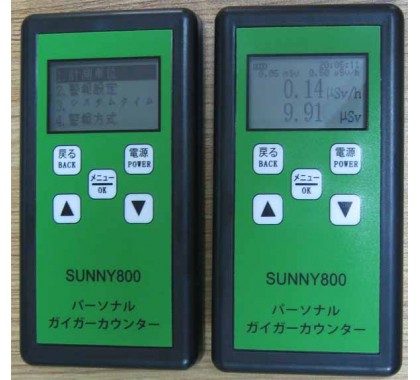 1.計測単位
2.警報設定
3.システムタイム
4.警報方式
戻る
BACK
電源
POWER
メニュー
OK
SUNNY800
パーソナル
ガイガーカウンター
0.14 μSv/h
9.91 μSv
戻る
BACK
電源
POWER
メニュー
OK
SUNNY800
パーソナル
ガイガーカウンター